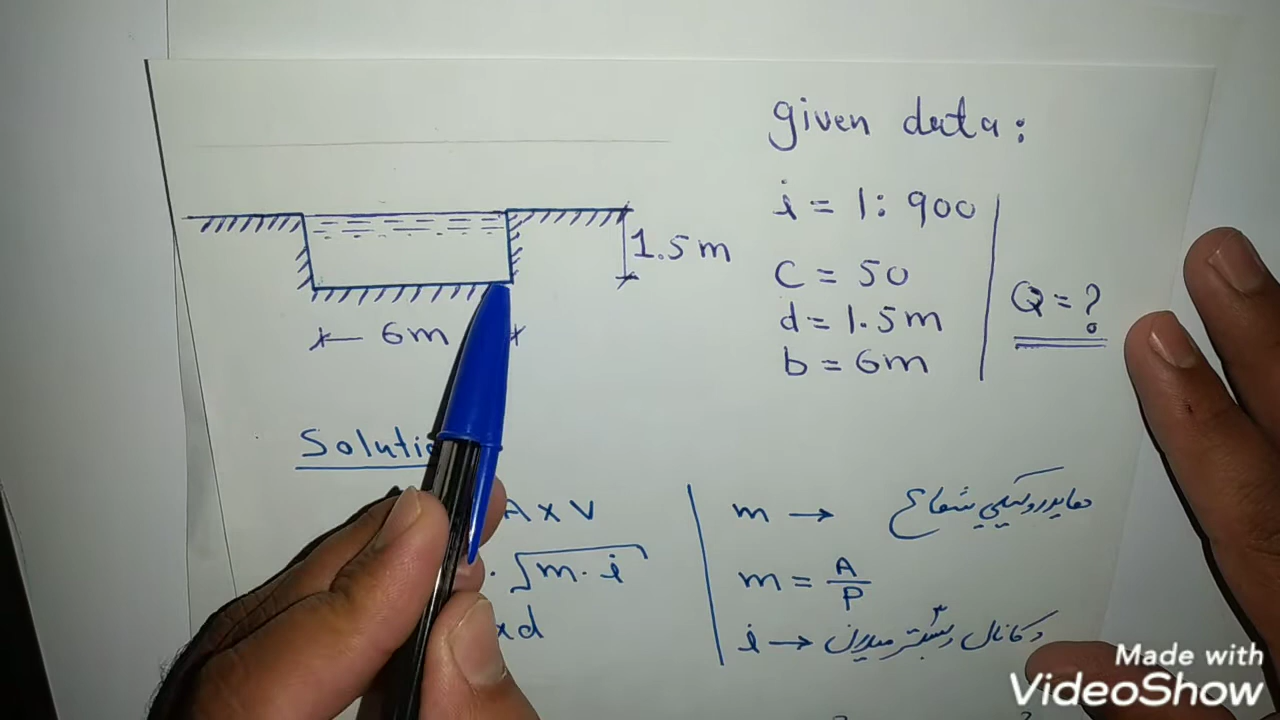 given data:
i = 1: 900
1.5m
C = 50
Q = ?
d = 1.5m
6m
b = 6m
Solutio
A x V
m → هایدرولیکي شعاع
. √m . i
m = A/P
xd
i → د کانال د بستر میلان
Made with
VideoShow